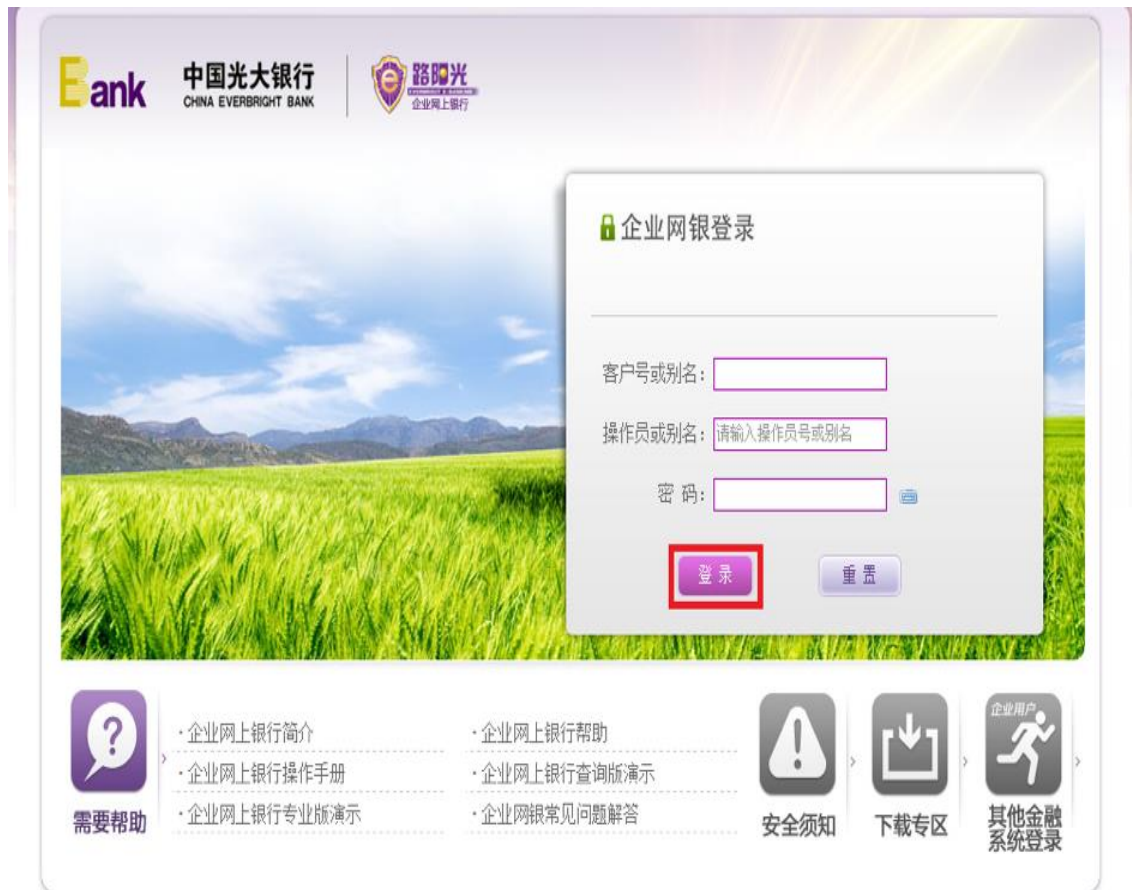 Bank
中国光大银行
CHINA EVERBRIGHT BANK
e路阳光
企业网上银行
企业网银登录
客户号或别名：
操作员或别名：请输入操作员号或别名
密 码：
登 录
重 置
·企业网上银行简介
·企业网上银行帮助
·企业网上银行操作手册
·企业网上银行查询版演示
·企业网上银行专业版演示
·企业网银常见问题解答
需要帮助
安全须知
下载专区
企业用户
其他金融
系统登录